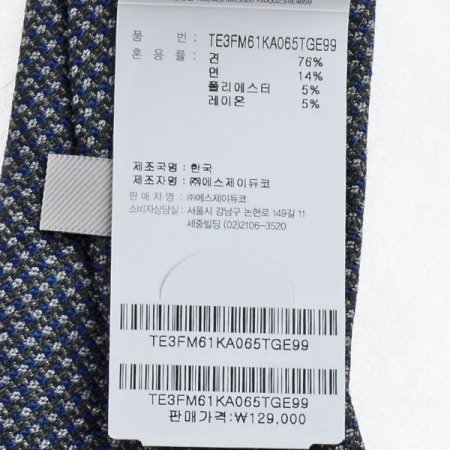 품 번: TE3FM61KA065TGE99
혼 용 률: 견 76%
면 14%
폴리에스터 5%
레이온 5%
제조국명 : 한국
제조자명 : ㈜에스제이듀코
판 매 자 명 : ㈜에스제이듀코
소비자상담실 : 서울시 강남구 논현로 149길 11
세중빌딩 (02)2106-3520
TE3FM61KA065TGE99
TE3FM61KA065TGE99
판매가격:₩129,000